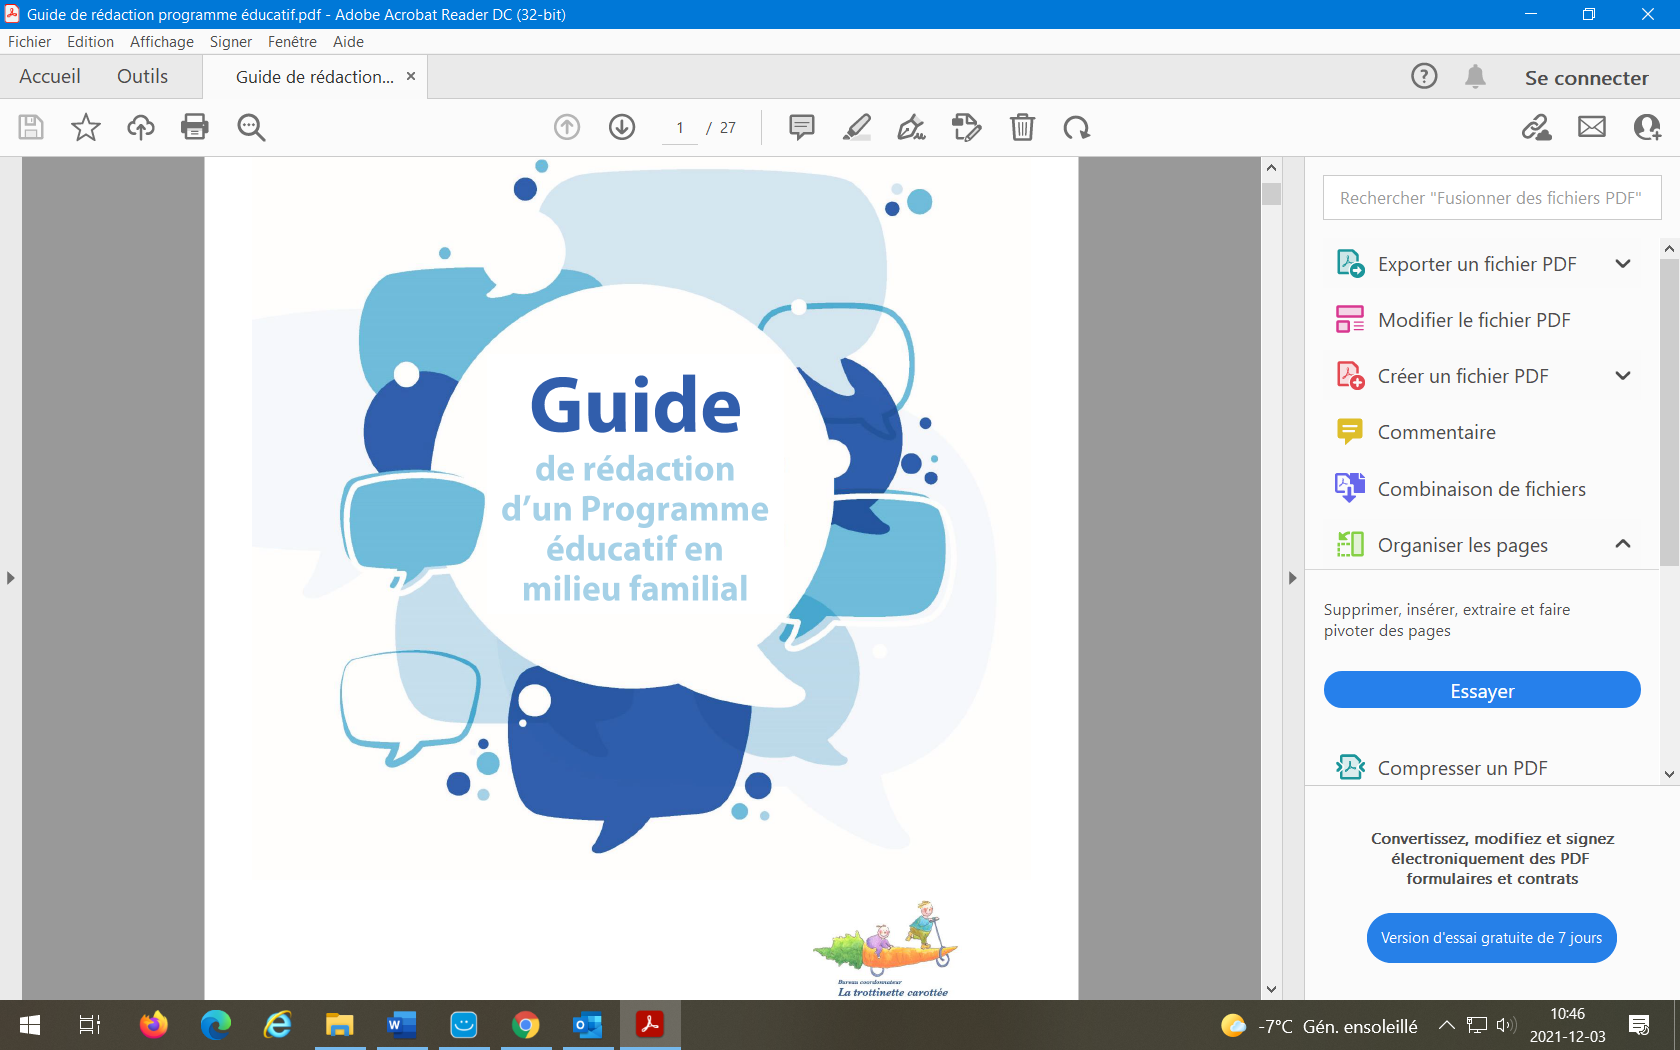 Guide de rédaction programme éducatif.pdf - Adobe Acrobat Reader DC (32-bit)
Fichier Edition Affichage Signer Fenêtre Aide
Accueil Outils Guide de rédaction... × Se connecter
1 / 27
Rechercher "Fusionner des fichiers PDF"
Exporter un fichier PDF
Modifier le fichier PDF
Créer un fichier PDF
Commentaire
Combinaison de fichiers
Organiser les pages
Supprimer, insérer, extraire et faire
pivoter des pages
Essayer
Compresser un PDF
Convertissez, modifiez et signez
électroniquement des PDF
formulaires et contrats
Version d'essai gratuite de 7 jours
Guide
de rédaction
d’un Programme
éducatif en
milieu familial
Bureau coordonnateur
La trottinette carottée
-7°C Gén. ensoleillé
10:46
2021-12-03